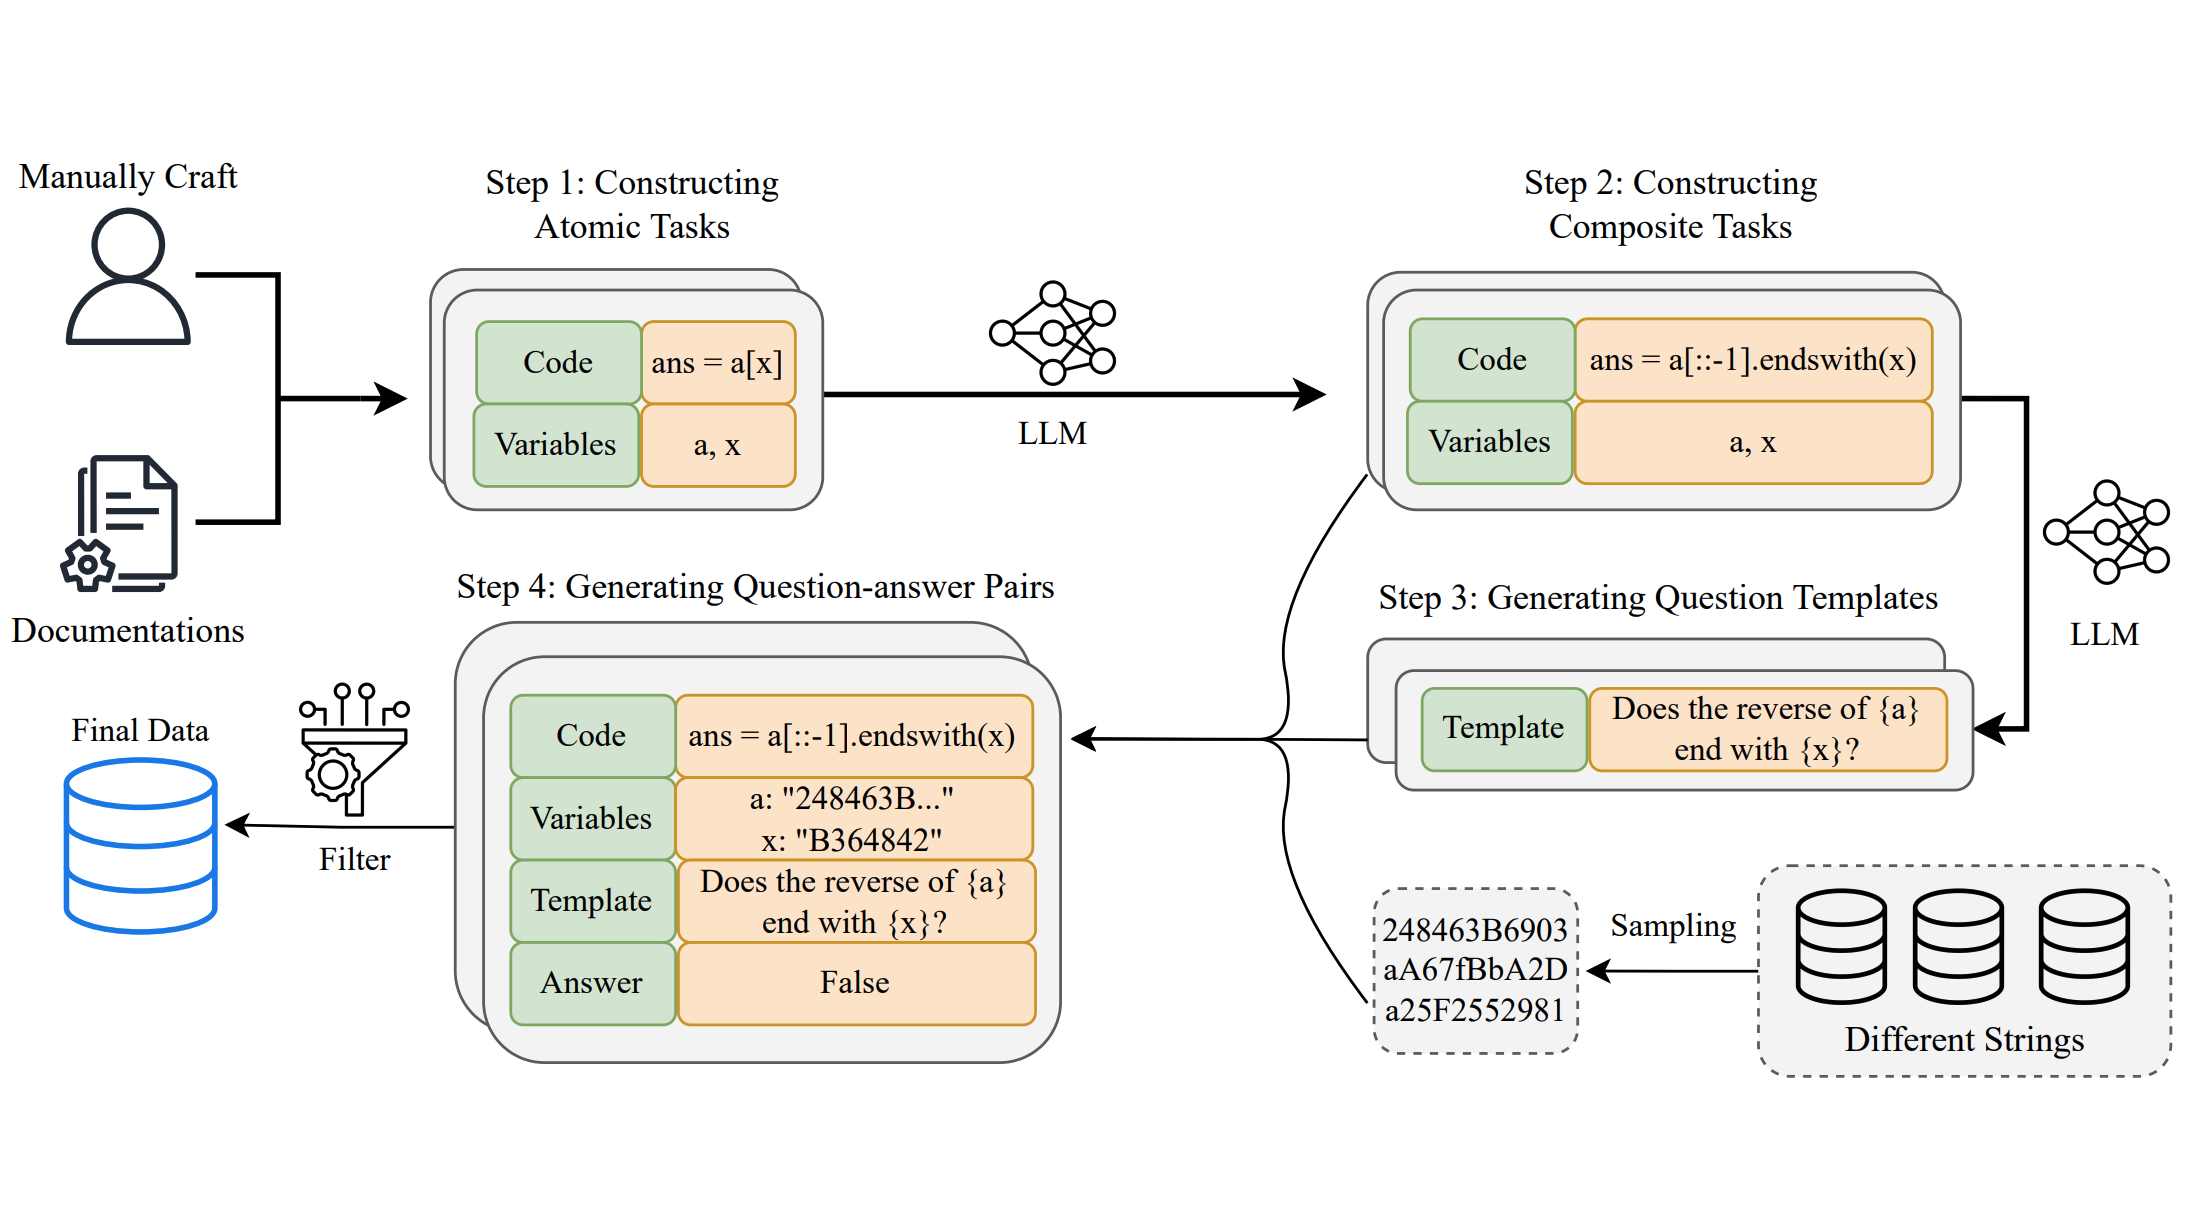 Manually Craft
Documentations
Step 1: Constructing
Atomic Tasks
Code
ans = a[x]
Variables
a, x
LLM
Step 2: Constructing
Composite Tasks
Code
ans = a[::-1].endswith(x)
Variables
a, x
LLM
Step 3: Generating Question Templates
Template
Does the reverse of {a}
end with {x}?
Different Strings
Sampling
248463B6903
aA67fBbA2D
a25F2552981
Step 4: Generating Question-answer Pairs
Code
ans = a[::-1].endswith(x)
Variables
a: "248463B..."
x: "B364842"
Template
Does the reverse of {a}
end with {x}?
Answer
False
Filter
Final Data